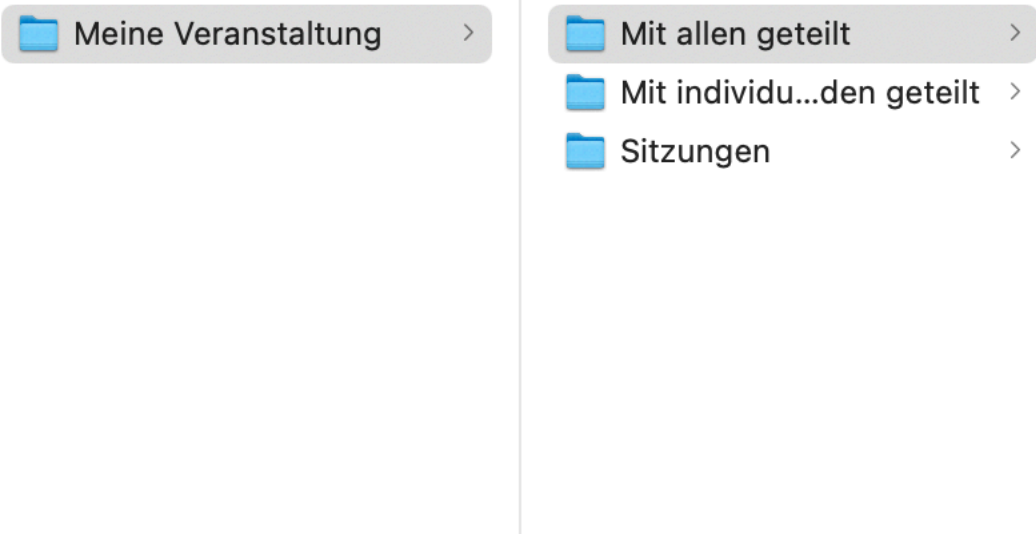 Meine Veranstaltung
Mit allen geteilt
Mit individu...den geteilt
Sitzungen